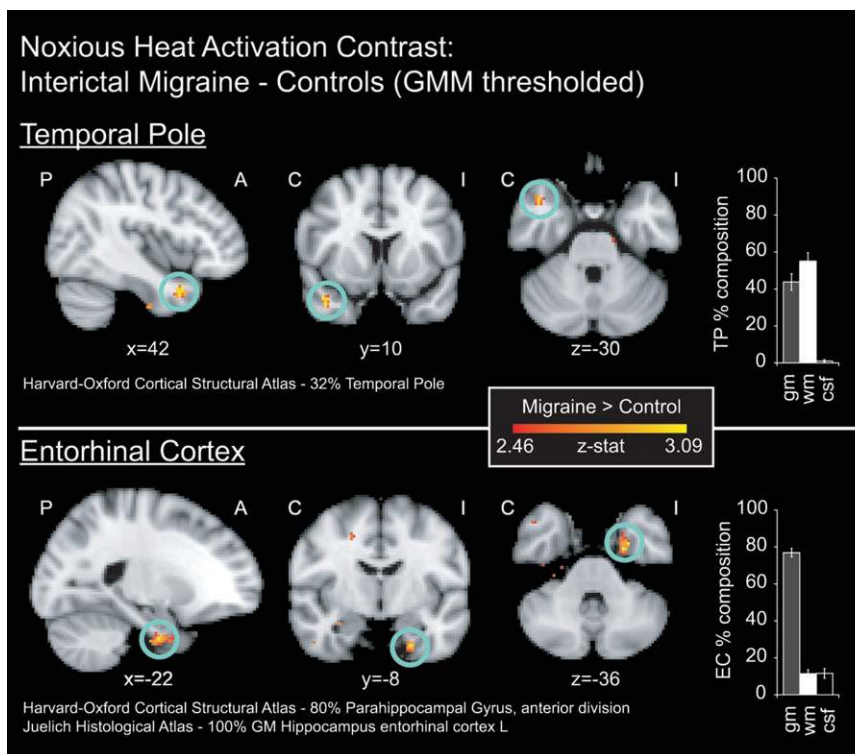 Noxious Heat Activation Contrast:
Interictal Migraine - Controls (GMM thresholded)
Temporal Pole
P A C I C I
x=42 y=10 z=-30
Harvard-Oxford Cortical Structural Atlas - 32% Temporal Pole
TP % composition
100
80
60
40
20
0
gm wm csf
Migraine > Control
2.46 z-stat 3.09
Entorhinal Cortex
P A C I C I
x=-22 y=-8 z=-36
Harvard-Oxford Cortical Structural Atlas - 80% Parahippocampal Gyrus, anterior division
Juelich Histological Atlas - 100% GM Hippocampus entorhinal cortex L
EC % composition
100
80
60
40
20
0
gm wm csf